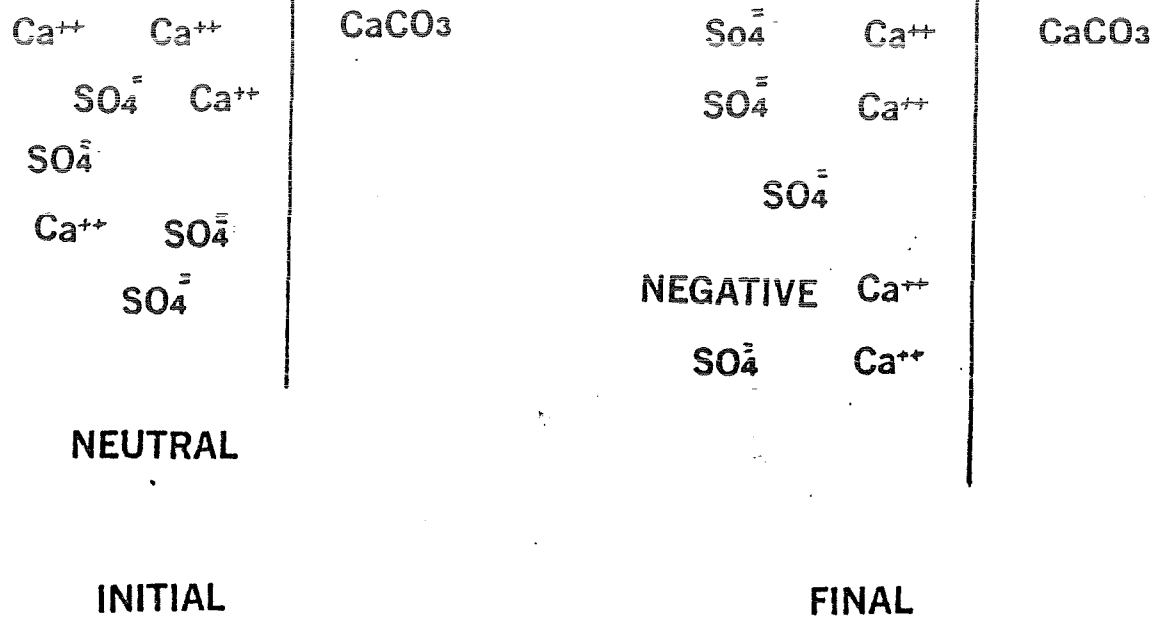 Ca⁺⁺ Ca⁺⁺ CaCO₃
SO₄⁼ Ca⁺⁺
SO₄⁼
Ca⁺⁺ SO₄⁼
SO₄⁼
NEUTRAL
INITIAL
So₄⁼ Ca⁺⁺ CaCO₃
SO₄⁼ Ca⁺⁺
SO₄⁼
NEGATIVE Ca⁺⁺
SO₄⁼ Ca⁺⁺
FINAL